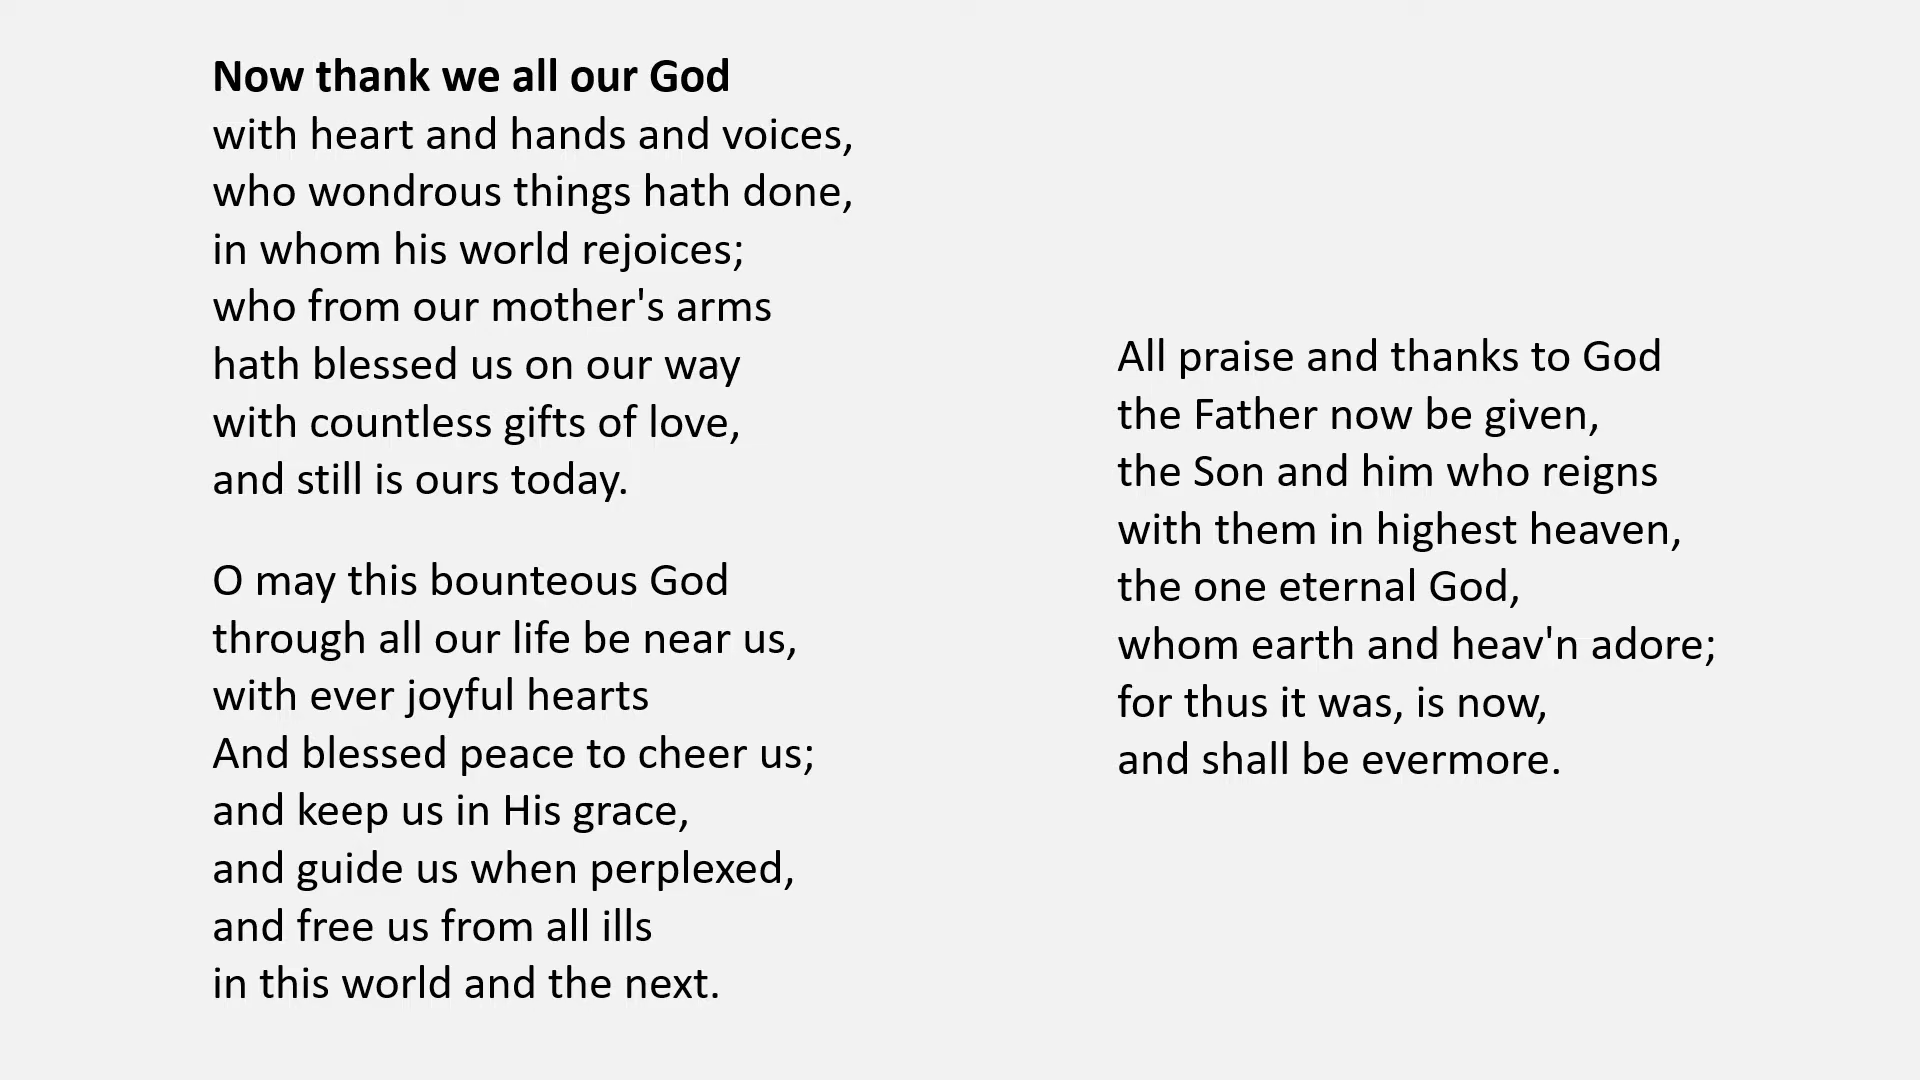 Now thank we all our God
with heart and hands and voices,
who wondrous things hath done,
in whom his world rejoices;
who from our mother's arms
hath blessed us on our way
with countless gifts of love,
and still is ours today.
O may this bounteous God
through all our life be near us,
with ever joyful hearts
And blessed peace to cheer us;
and keep us in His grace,
and guide us when perplexed,
and free us from all ills
in this world and the next.
All praise and thanks to God
the Father now be given,
the Son and him who reigns
with them in highest heaven,
the one eternal God,
whom earth and heav'n adore;
for thus it was, is now,
and shall be evermore.